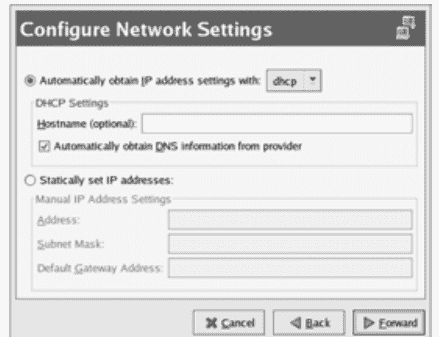 Configure Network Settings
Automatically obtain IP address settings with: dhcp
DHCP Settings
Hostname (optional):
Automatically obtain DNS information from provider
Statically set IP addresses:
Manual IP Address Settings
Address:
Subnet Mask:
Default Gateway Address:
Cancel Back Forward